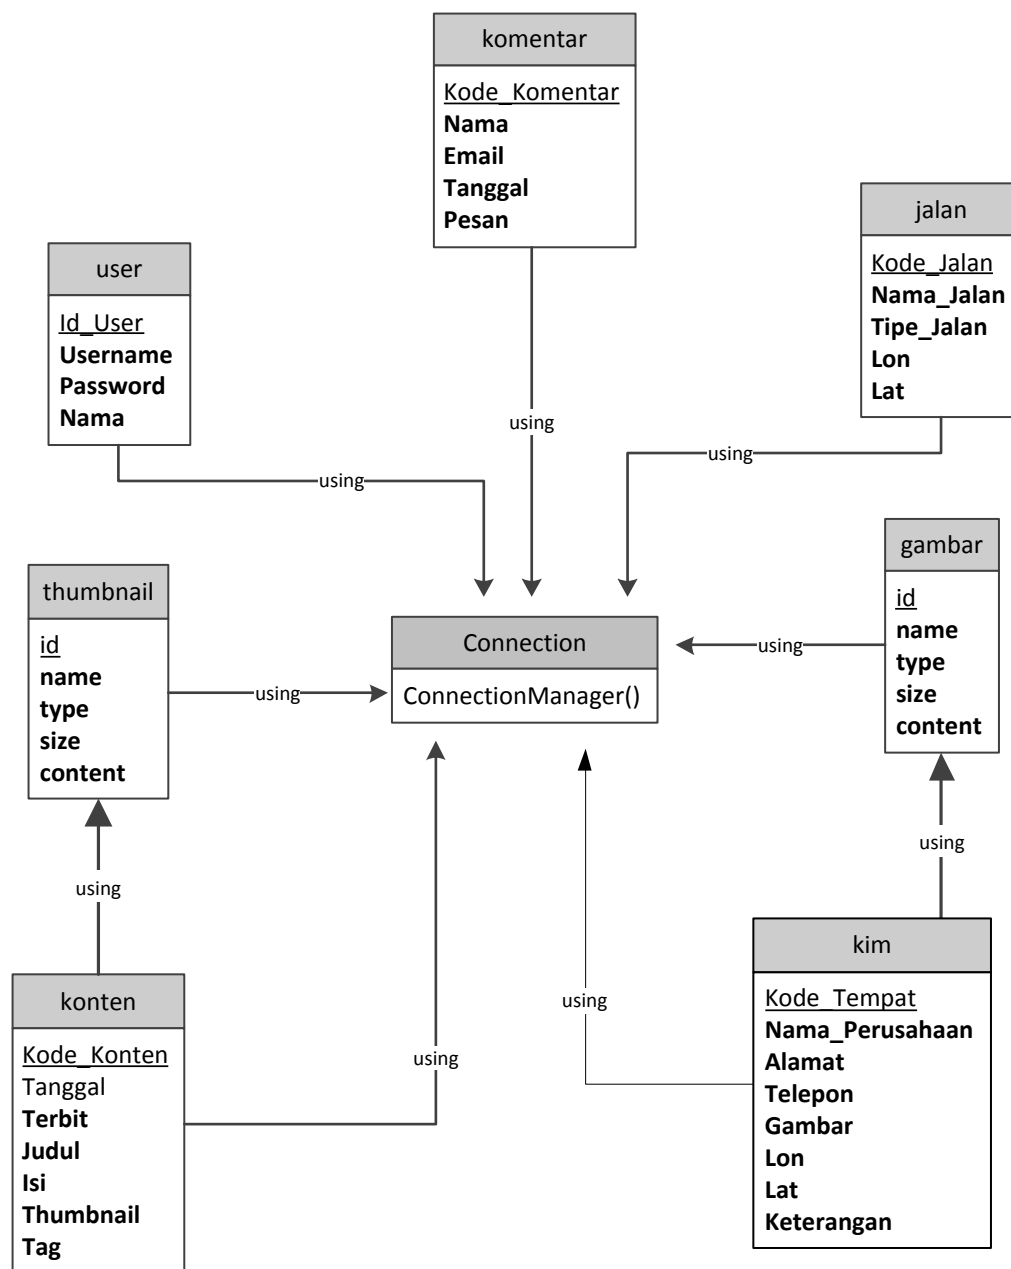 komentar
Kode_Komentar
Nama
Email
Tanggal
Pesan
jalan
Kode_Jalan
Nama_Jalan
Tipe_Jalan
Lon
Lat
user
Id_User
Username
Password
Nama
using
using
using
thumbnail
id
name
type
size
content
gambar
id
name
type
size
content
Connection
ConnectionManager()
using
using
using
using
konten
Kode_Konten
Tanggal
Terbit
Judul
Isi
Thumbnail
Tag
using
using
kim
Kode_Tempat
Nama_Perusahaan
Alamat
Telepon
Gambar
Lon
Lat
Keterangan